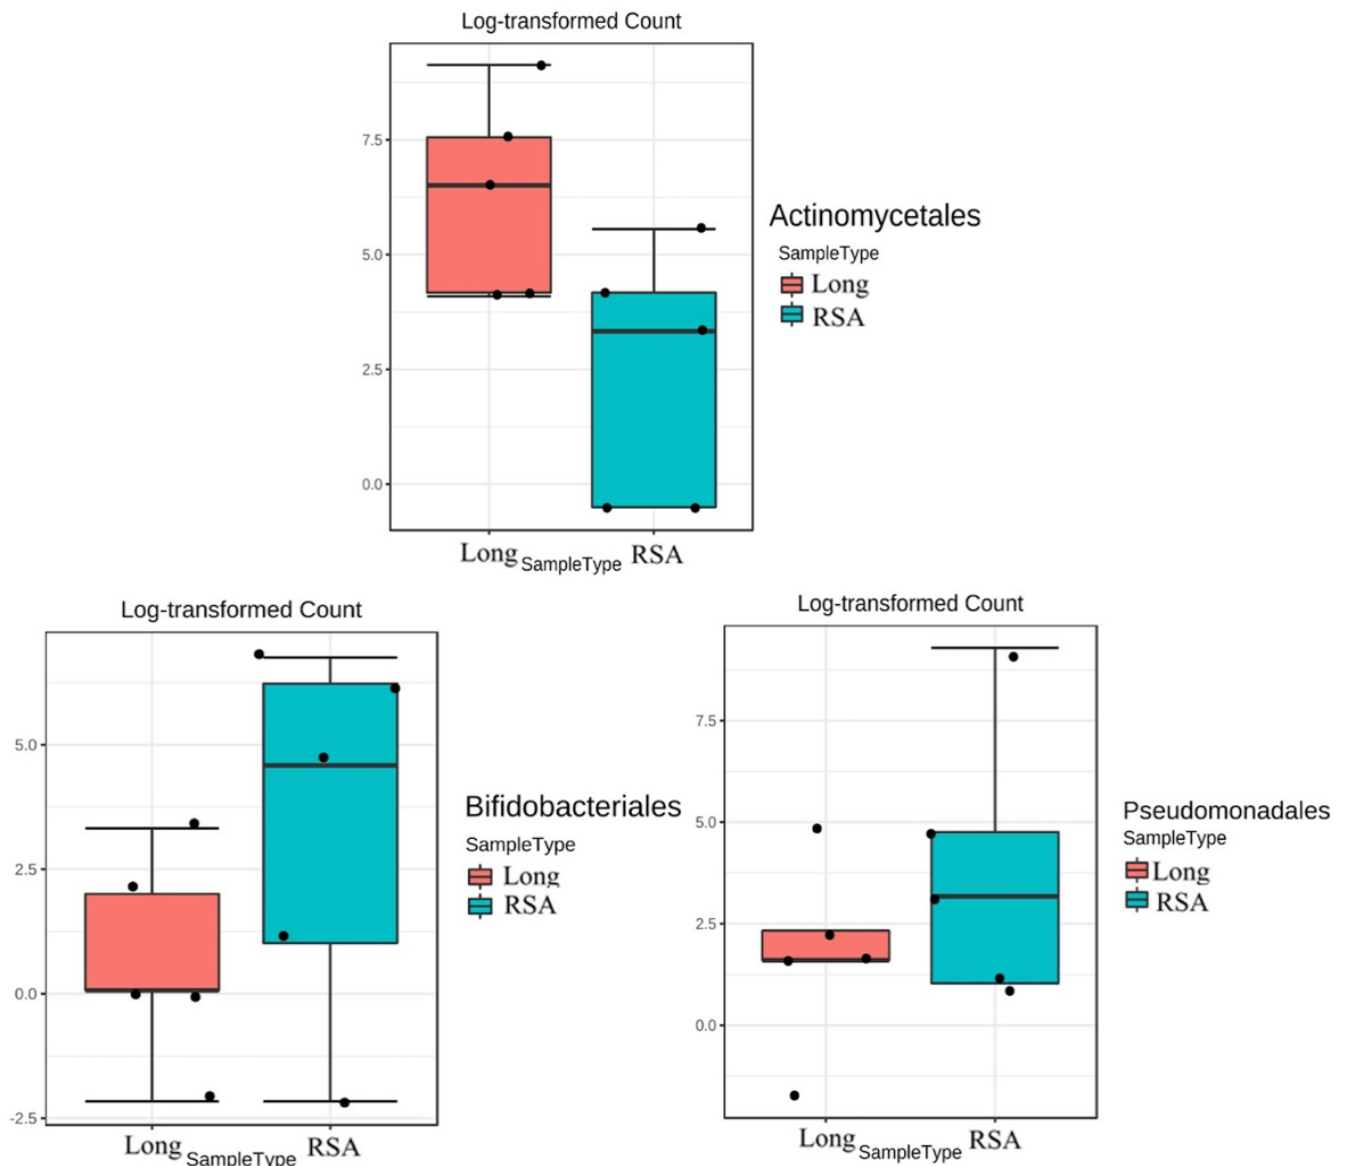 Log-transformed Count
7.5
5.0
2.5
0.0
Long
SampleType
RSA
Actinomycetales
SampleType
Long
RSA
Log-transformed Count
5.0
2.5
0.0
-2.5
Long
SampleType
RSA
Bifidobacteriales
SampleType
Long
RSA
Log-transformed Count
7.5
5.0
2.5
0.0
Long
SampleType
RSA
Pseudomonadales
SampleType
Long
RSA